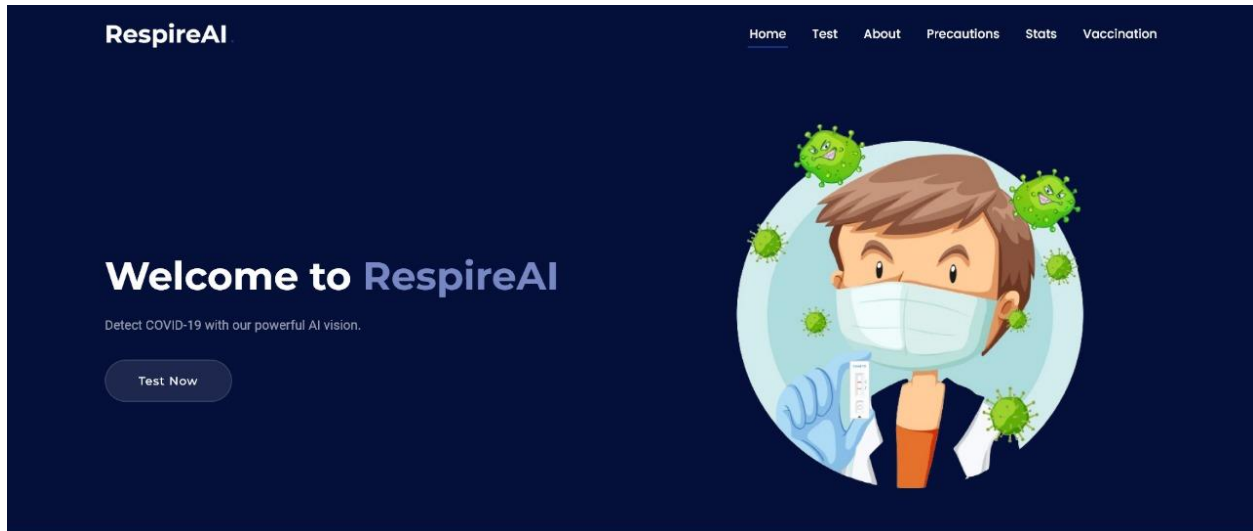 RespireAI
Home Test About Precautions Stats Vaccination
Welcome to RespireAI
Detect COVID-19 with our powerful AI vision.
Test Now